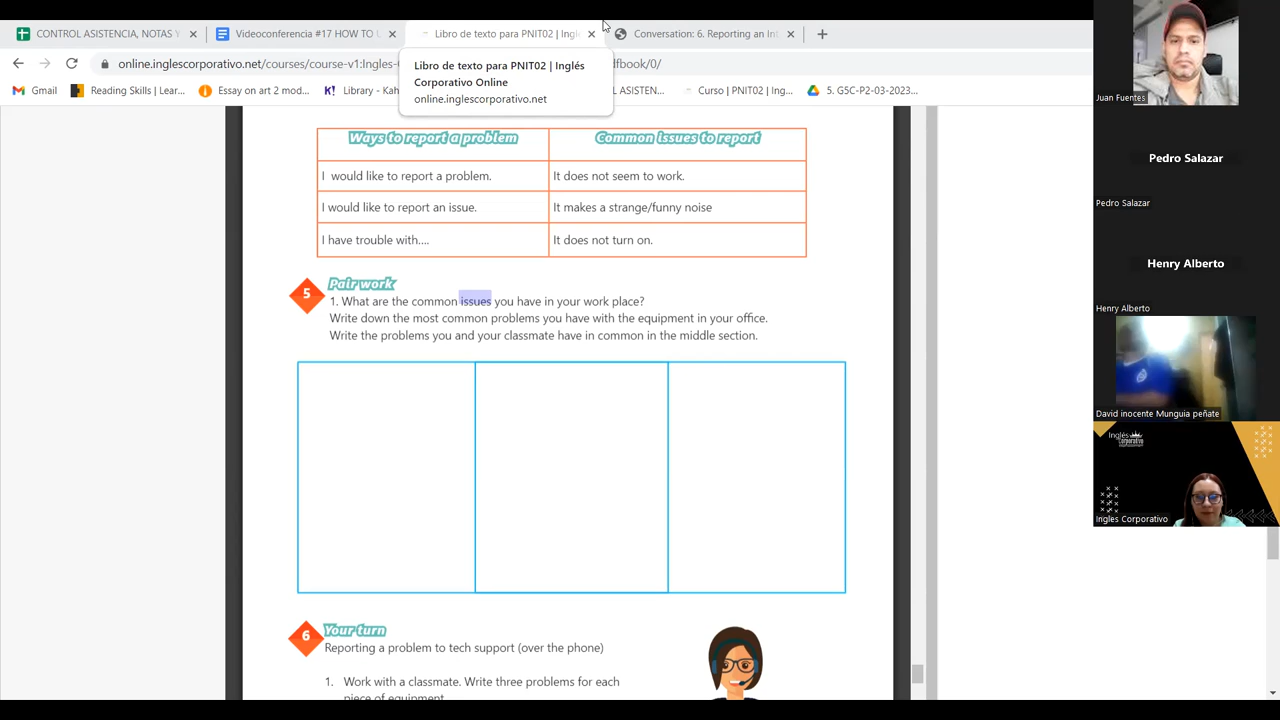 CONTROL ASISTENCIA, NOTAS Y
Videoconferencia #17 HOW TO U
Libro de texto para PNIT02 | Inglé
Conversation: 6. Reporting an Int
online.inglescorporativo.net/courses/course-v1:Ingles-
dfbook/0/
Libro de texto para PNIT02 | Inglés
Corporativo Online
online.inglescorporativo.net
Gmail
Reading Skills | Lear...
Essay on art 2 mod...
Library - Kah
ASISTEN...
Curso | PNIT02 | Ing...
5. G5C-P2-03-2023...
Ways to report a problem
Common issues to report
I would like to report a problem.
It does not seem to work.
I would like to report an issue.
It makes a strange/funny noise
I have trouble with....
It does not turn on.
5
Pair work
1. What are the common issues you have in your work place?
Write down the most common problems you have with the equipment in your office.
Write the problems you and your classmate have in common in the middle section.
6
Your turn
Reporting a problem to tech support (over the phone)
1. Work with a classmate. Write three problems for each
piece of equipment
Juan Fuentes
Pedro Salazar
Pedro Salazar
Henry Alberto
Henry Alberto
David inocente Munguia peñate
Inglés
Corporativo
Ingles Corporativo